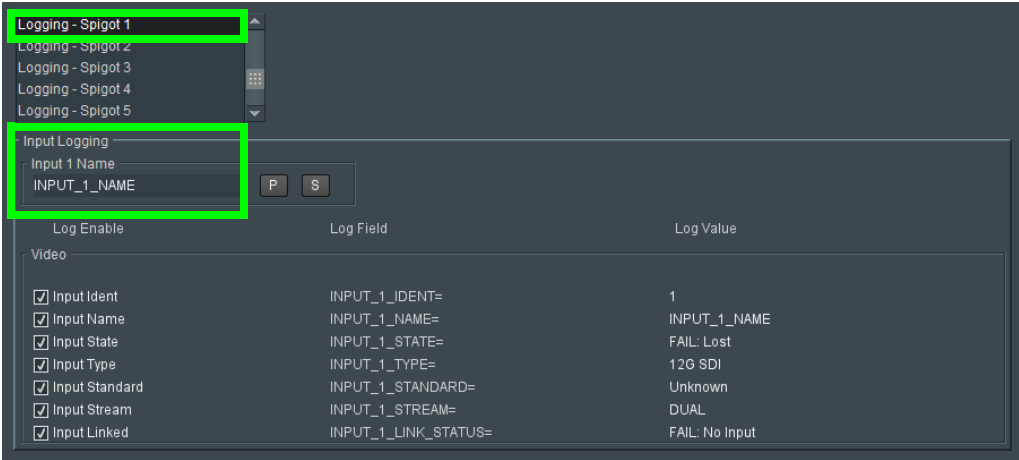 Logging - Spigot 1
Logging - Spigot 2
Logging - Spigot 3
Logging - Spigot 4
Logging - Spigot 5
Input Logging
Input 1 Name
INPUT_1_NAME P S
Log Enable Log Field Log Value
Video
Input Ident INPUT_1_IDENT= 1
Input Name INPUT_1_NAME= INPUT_1_NAME
Input State INPUT_1_STATE= FAIL: Lost
Input Type INPUT_1_TYPE= 12G SDI
Input Standard INPUT_1_STANDARD= Unknown
Input Stream INPUT_1_STREAM= DUAL
Input Linked INPUT_1_LINK_STATUS= FAIL: No Input